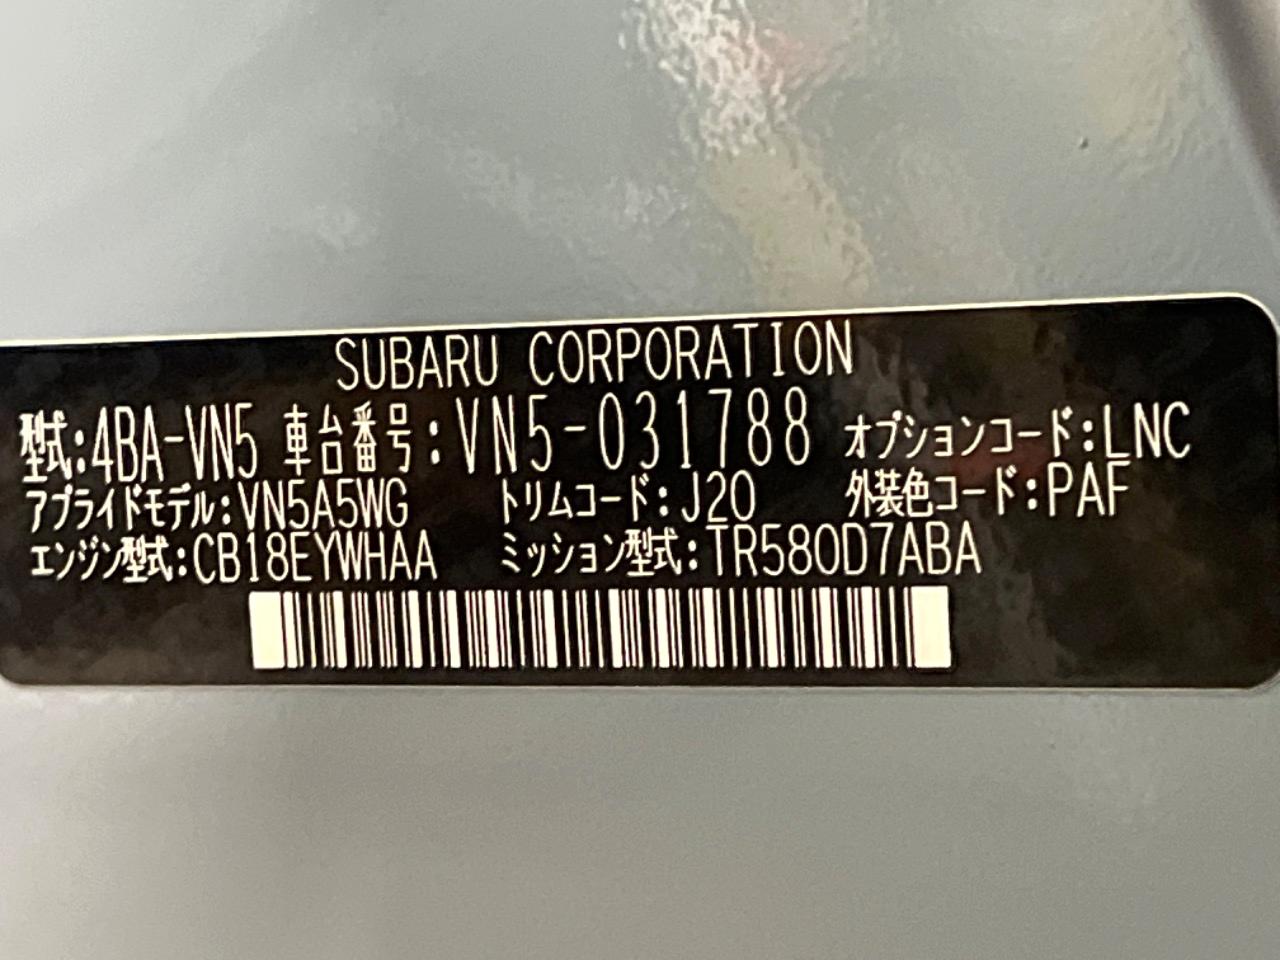 SUBARU CORPORATION
型式:4BA-VN5 車台番号:VN5-031788 オプションコード:LNC
アプライドモデル:VN5A5WG トリムコード:J20 外装色コード:PAF
エンジン型式:CB18EYWHAA ミッション型式:TR580D7ABA